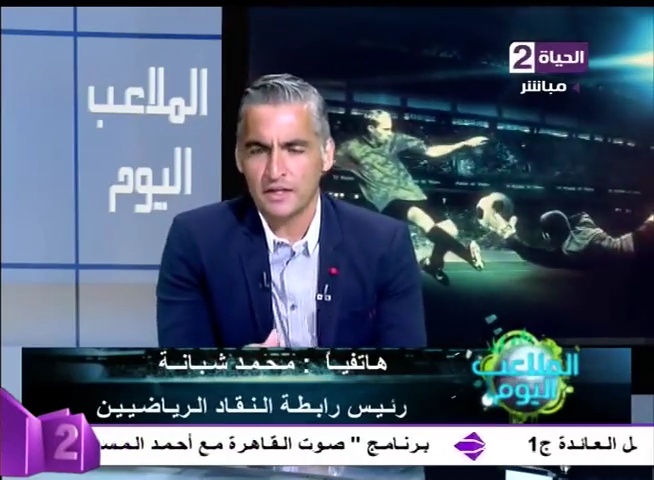 الحياة 2
مباشر
الملاعب
اليوم
هاتفياً : محمد شبانة
رئيس رابطة النقاد الرياضيين
الملاعب
اليوم
2
ل العائدة ج1
برنامج " صوت القاهرة مع أحمد المس